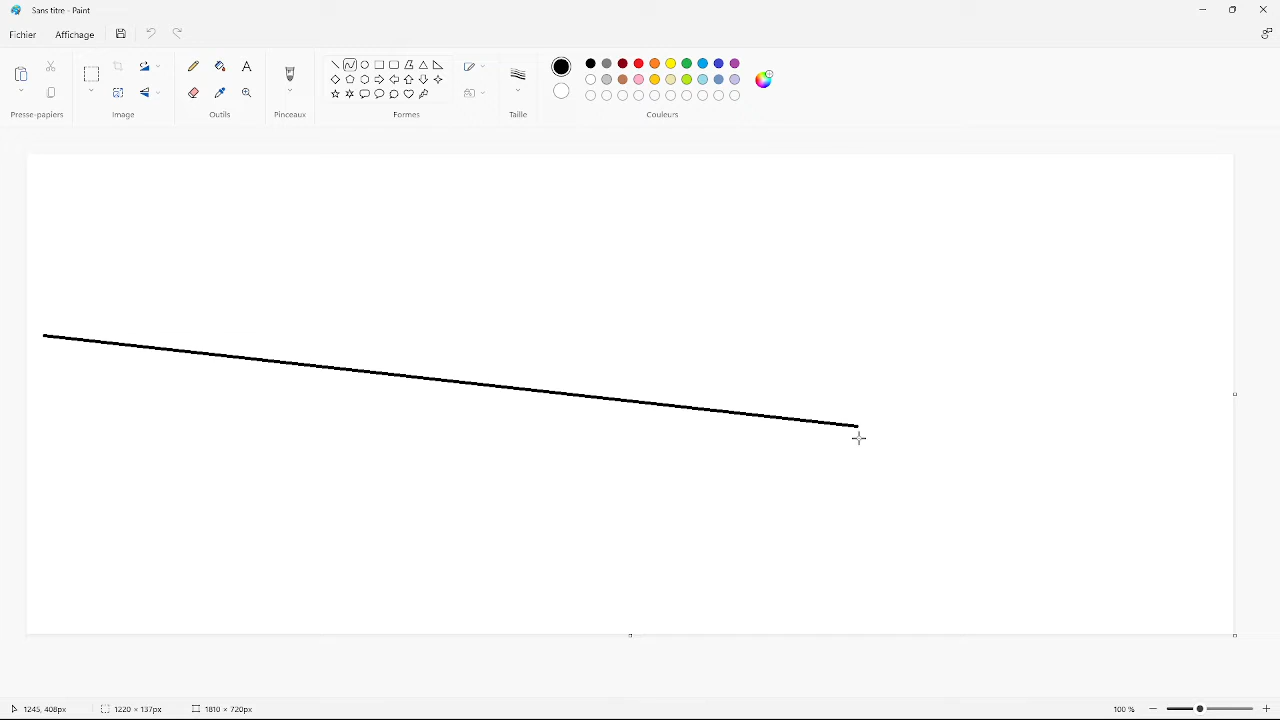 Sans titre - Paint
Fichier Affichage
Presse-papiers Image Outils Pinceaux Formes Taille Couleurs
1245, 408px 1220 × 137px 1810 × 720px 100 %